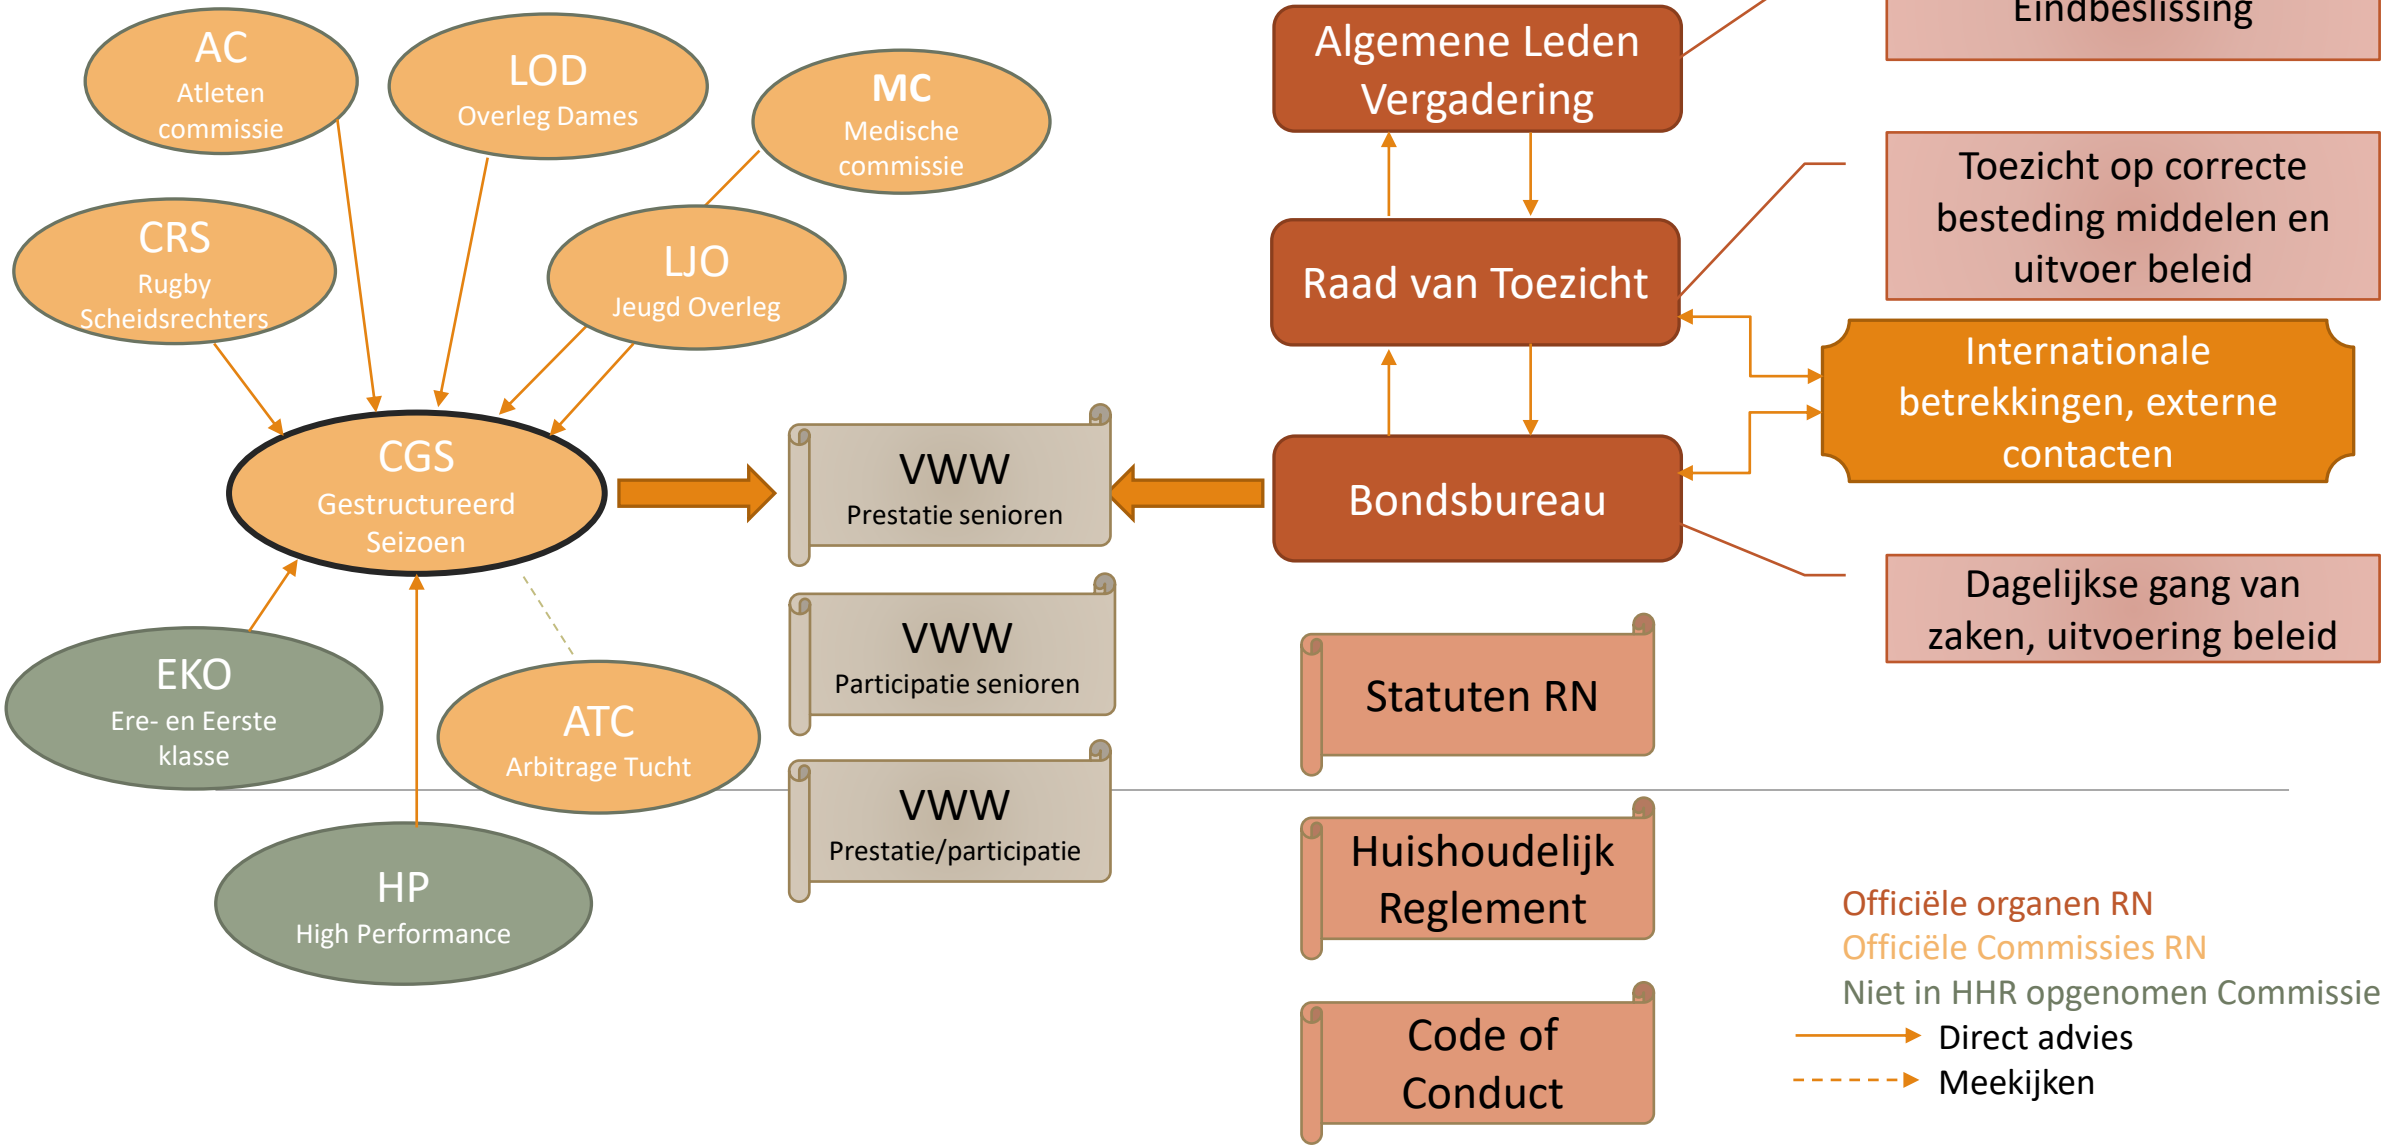 AC
Atleten
commissie
LOD
Overleg Dames
MC
Medische
commissie
CRS
Rugby
Scheidsrechters
LJO
Jeugd Overleg
CGS
Gestructureerd
Seizoen
EKO
Ere- en Eerste
klasse
ATC
Arbitrage Tucht
HP
High Performance
VWW
Prestatie senioren
VWW
Participatie senioren
VWW
Prestatie/participatie
Algemene Leden
Vergadering
Raad van Toezicht
Bondsbureau
Eindbeslissing
Toezicht op correcte
besteding middelen en
uitvoer beleid
Internationale
betrekkingen, externe
contacten
Dagelijkse gang van
zaken, uitvoering beleid
Statuten RN
Huishoudelijk
Reglement
Code of
Conduct
Officiële organen RN
Officiële Commissies RN
Niet in HHR opgenomen Commissie
Direct advies
Meekijken